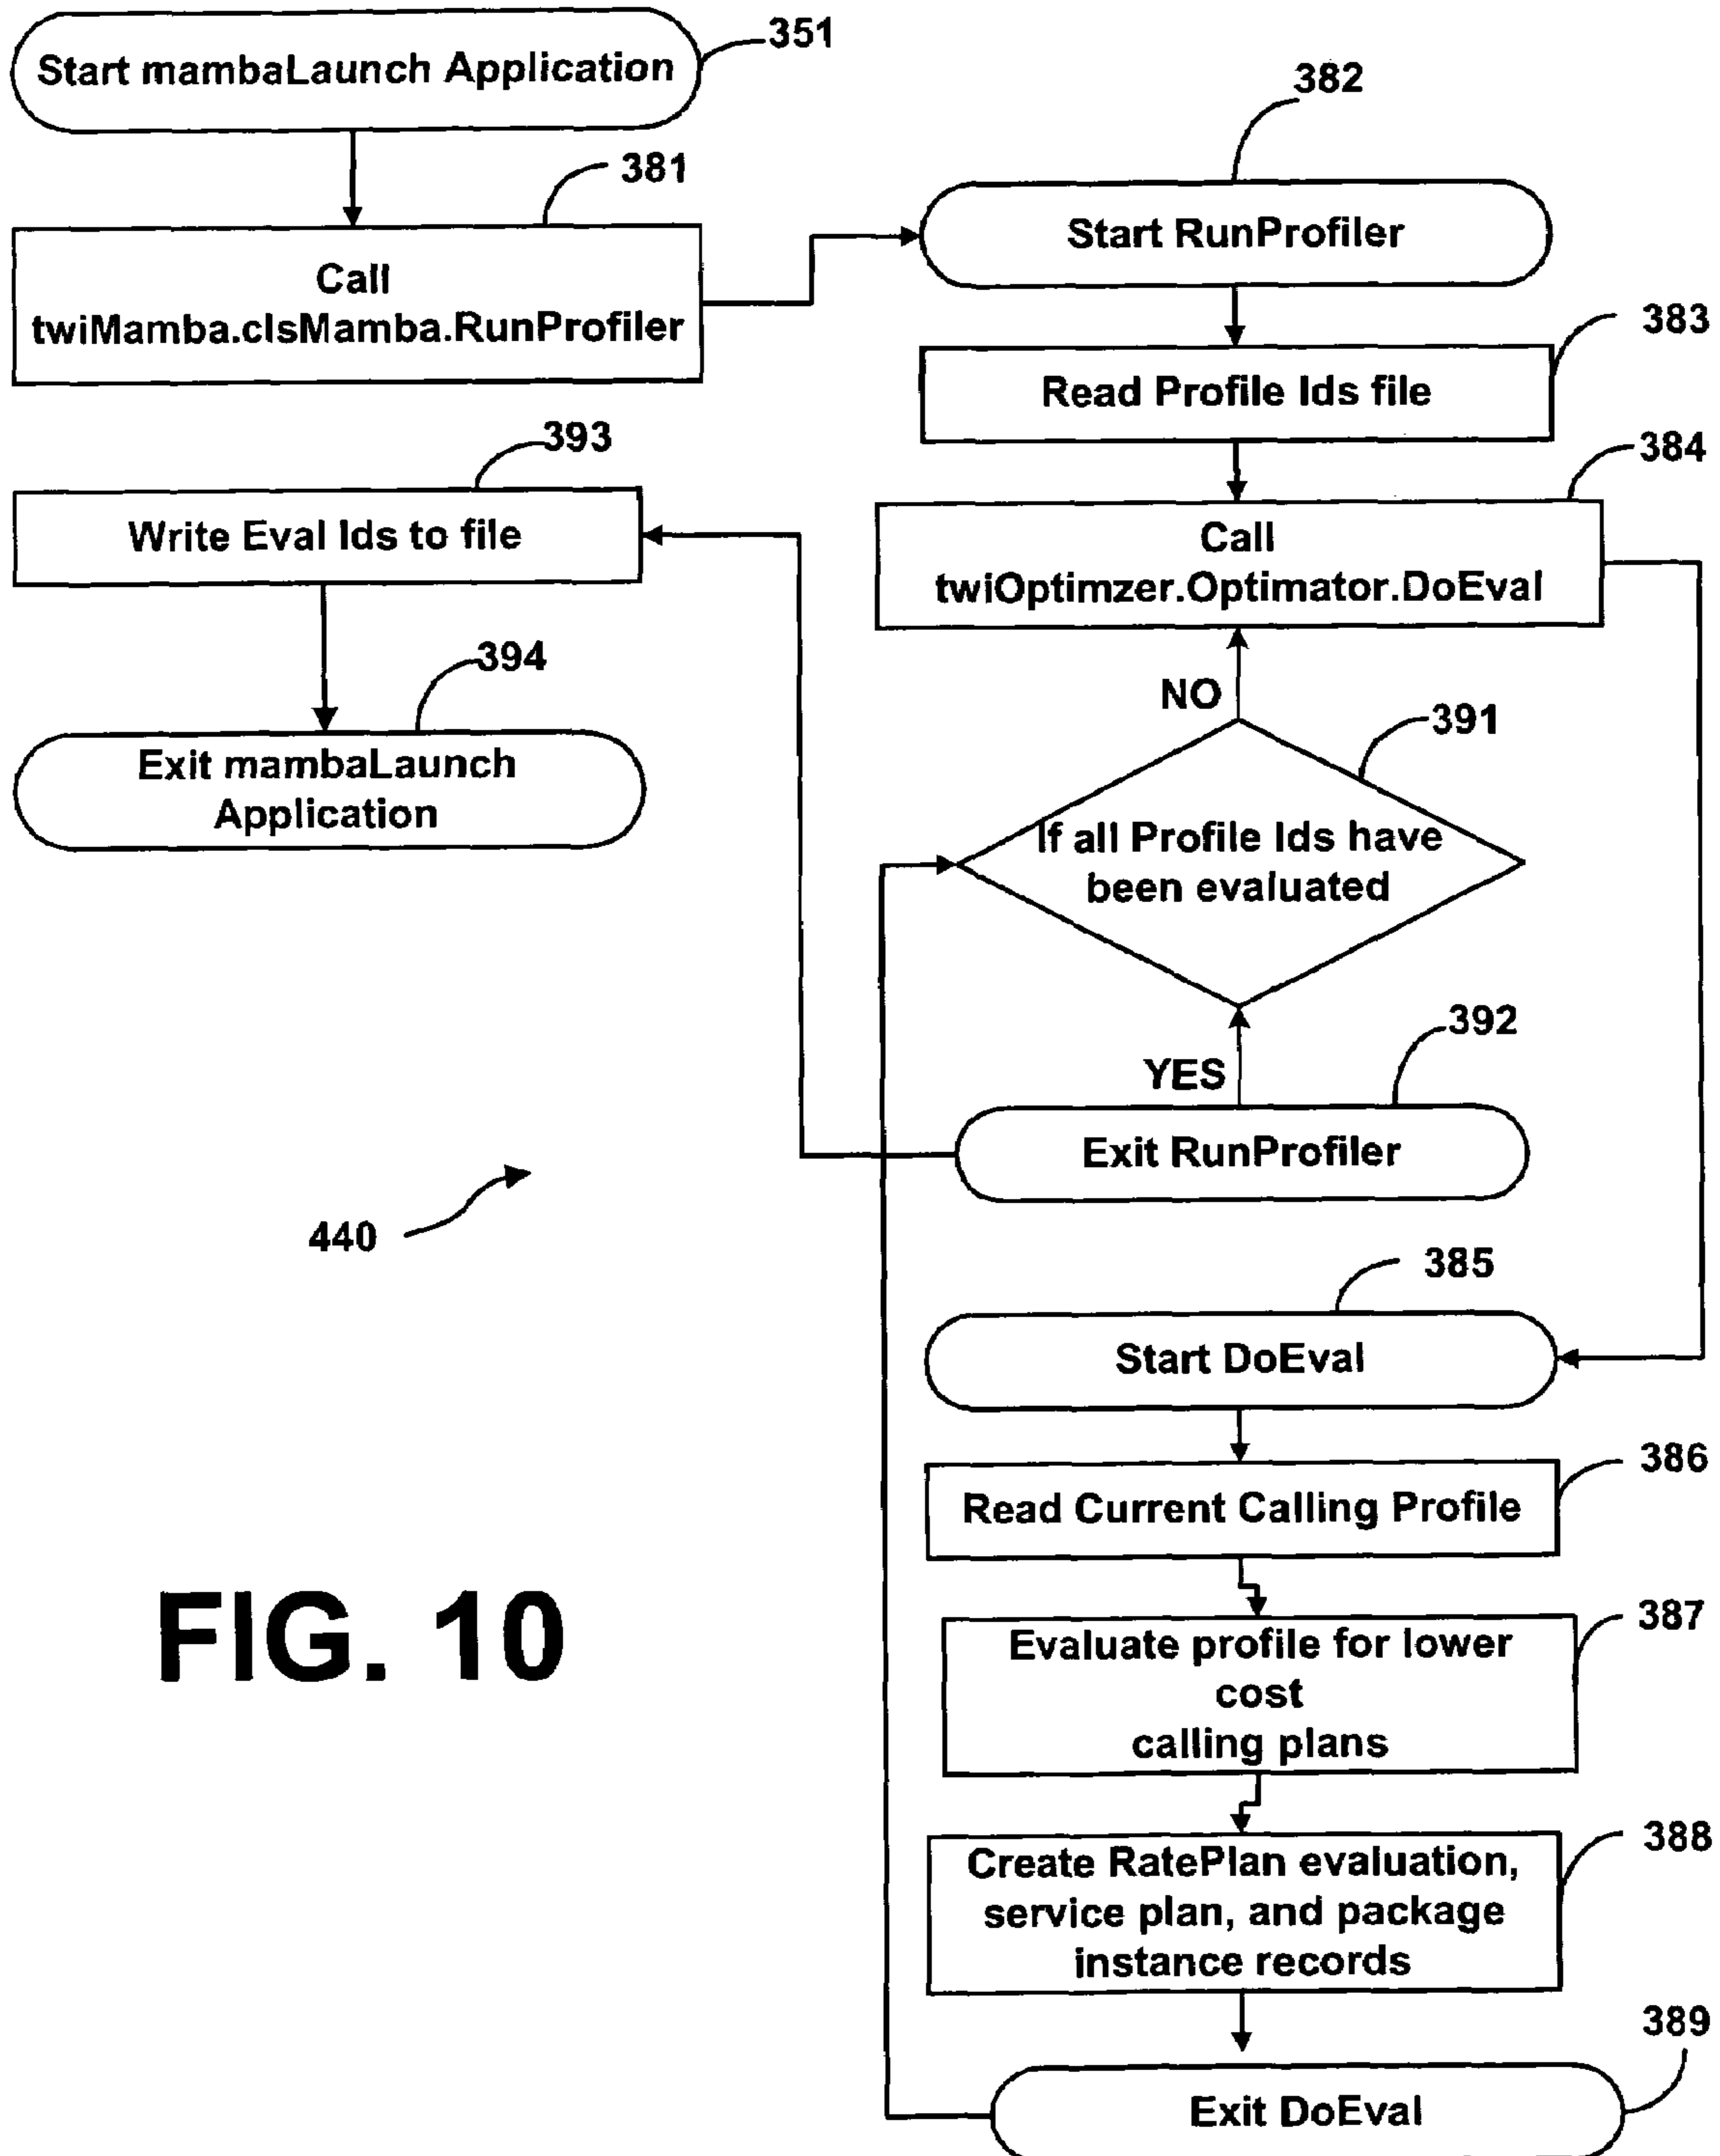 Start mambaLaunch Application
351
381
Call
twiMamba.clsMamba.RunProfiler
382
Start RunProfiler
383
Read Profile Ids file
384
Call
twiOptimzer.Optimator.DoEval
393
Write Eval Ids to file
394
Exit mambaLaunch
Application
NO
391
If all Profile Ids have
been evaluated
YES
392
Exit RunProfiler
440
385
Start DoEval
386
Read Current Calling Profile
387
Evaluate profile for lower
cost
calling plans
388
Create RatePlan evaluation,
service plan, and package
instance records
389
Exit DoEval
FIG. 10